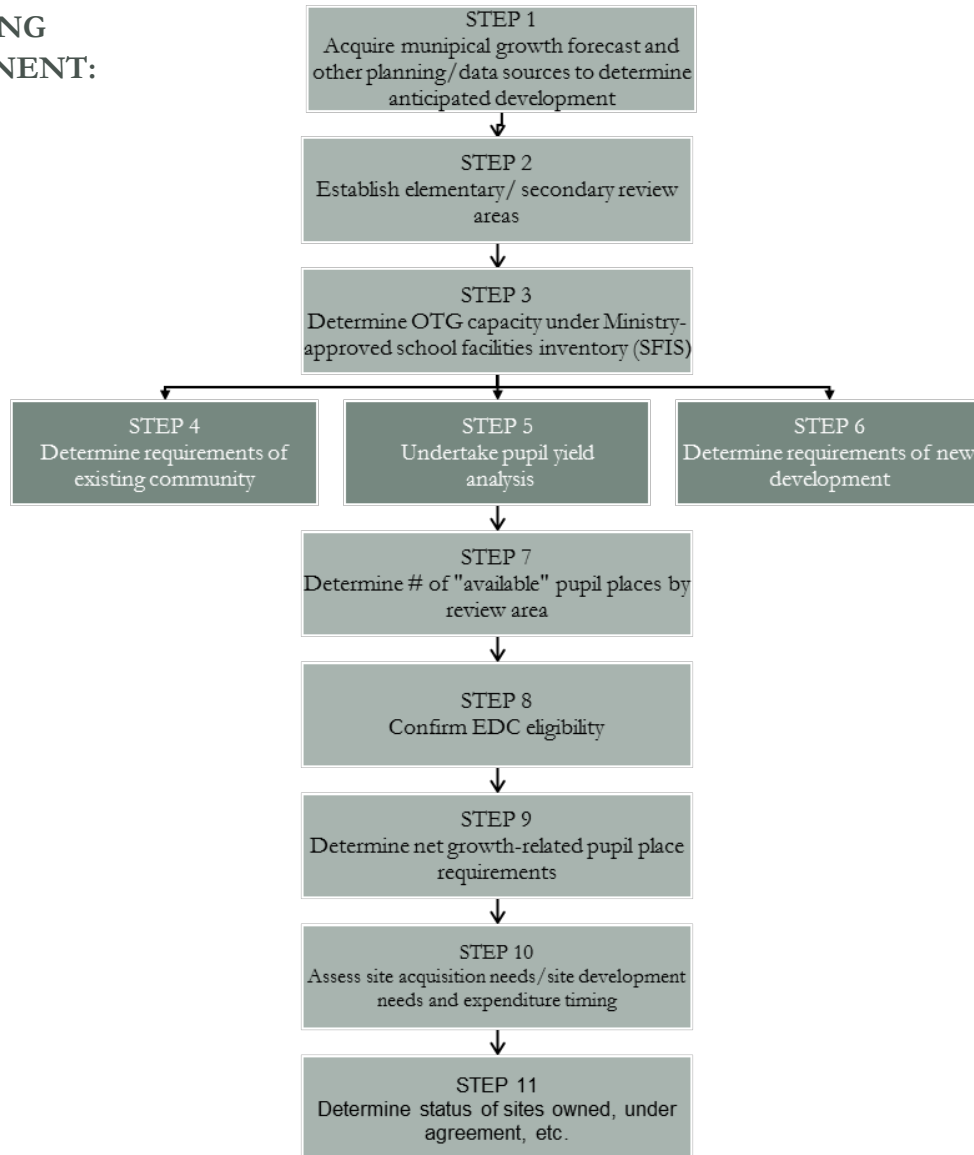 NG
NENT:
STEP 1
Acquire munipical growth forecast and
other planning/data sources to determine
anticipated development
STEP 2
Establish elementary/ secondary review
areas
STEP 3
Determine OTG capacity under Ministry-
approved school facilities inventory (SFIS)
STEP 4
Determine requirements of
existing community
STEP 5
Undertake pupil yield
analysis
STEP 6
Determine requirements of new
development
STEP 7
Determine # of "available" pupil places by
review area
STEP 8
Confirm EDC eligibility
STEP 9
Determine net growth-related pupil place
requirements
STEP 10
Assess site acquisition needs/site development
needs and expenditure timing
STEP 11
Determine status of sites owned, under
agreement, etc.